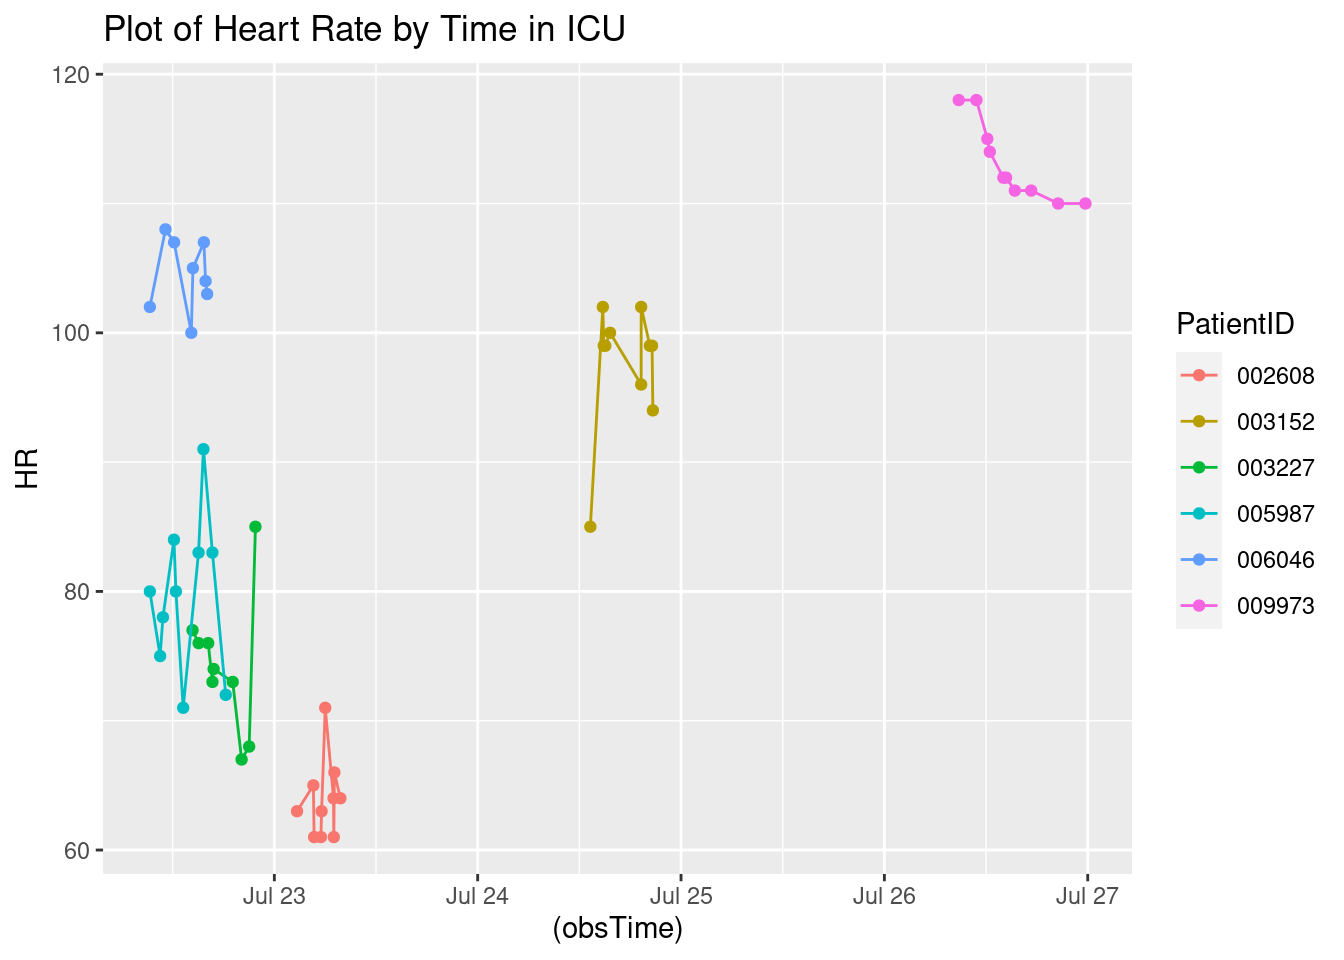 Plot of Heart Rate by Time in ICU
120
100
80
60
HR
Jul 23
Jul 24
Jul 25
Jul 26
Jul 27
(obsTime)
PatientID
002608
003152
003227
005987
006046
009973